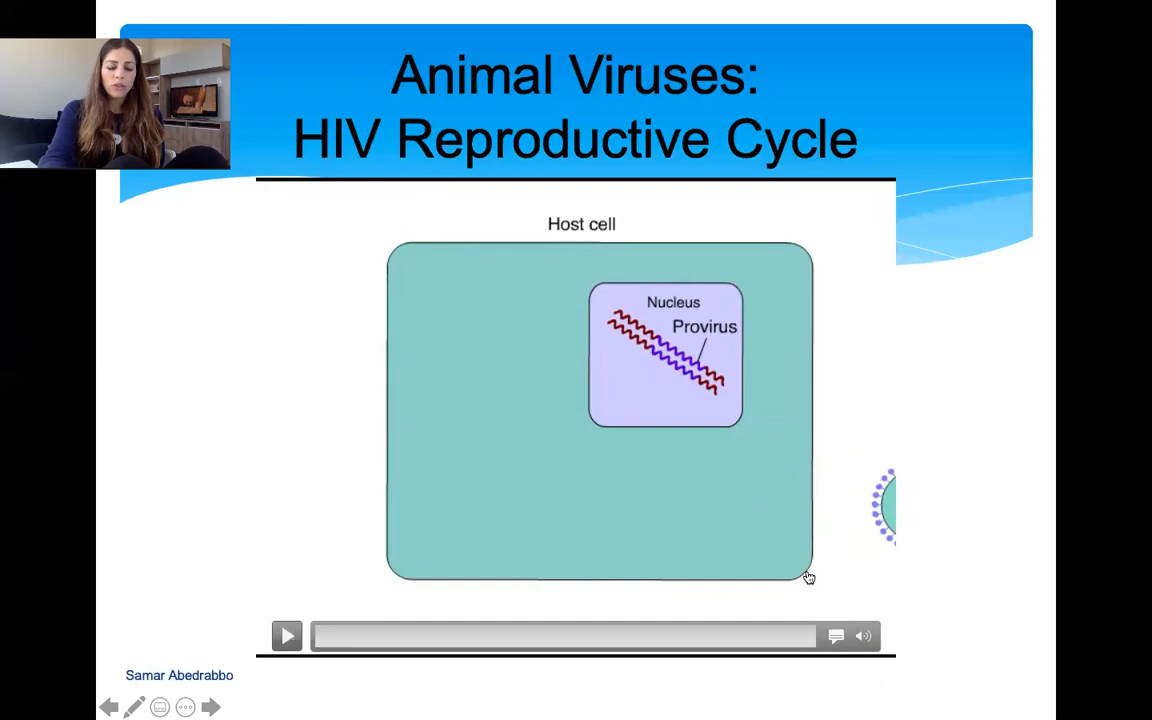 Animal Viruses:
HIV Reproductive Cycle
Host cell
Nucleus
Provirus
Samar Abedrabbo